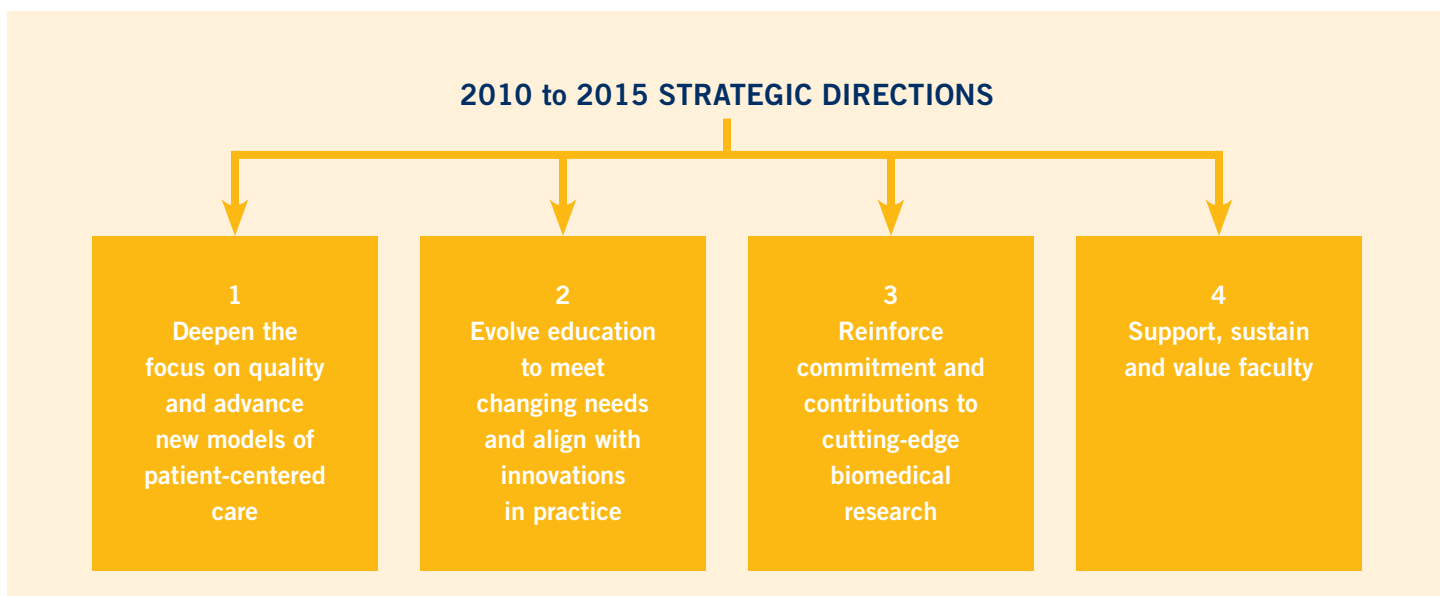 2010 to 2015 STRATEGIC DIRECTIONS
1
Deepen the
focus on quality
and advance
new models of
patient-centered
care
2
Evolve education
to meet
changing needs
and align with
innovations
in practice
3
Reinforce
commitment and
contributions to
cutting-edge
biomedical
research
4
Support, sustain
and value faculty